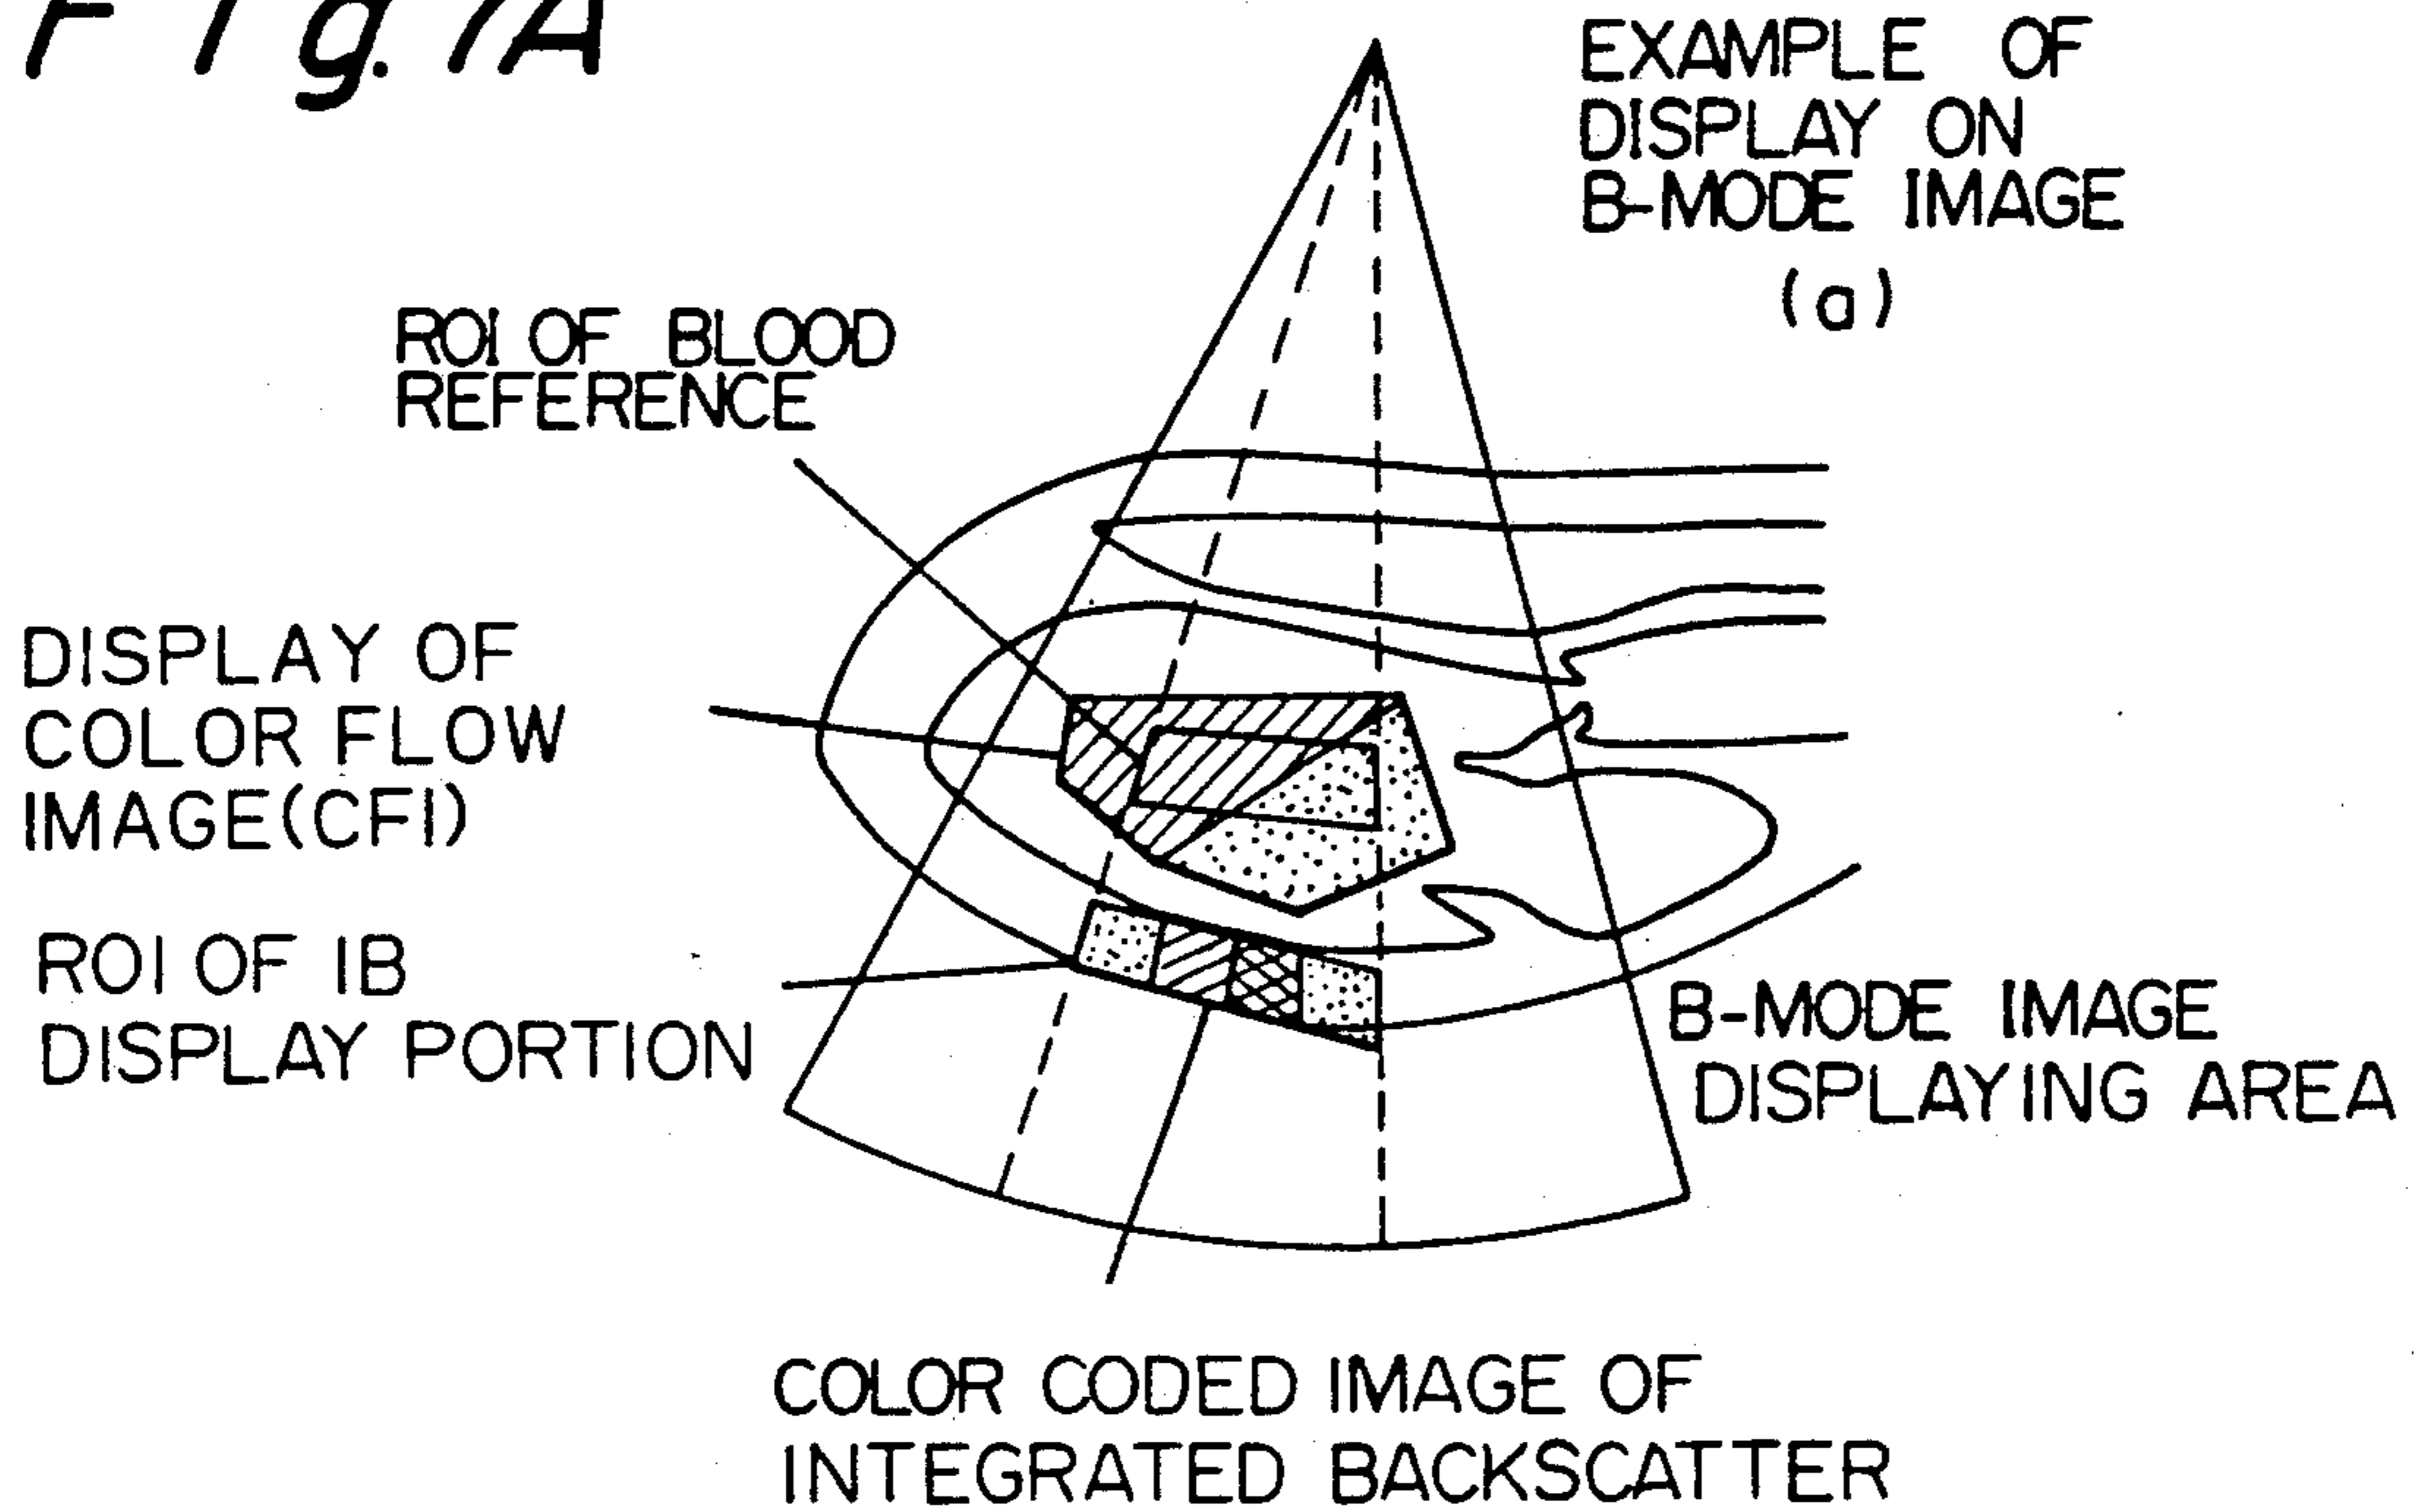 Fig. 1A
EXAMPLE OF
DISPLAY ON
B-MODE IMAGE
(a)
ROI OF BLOOD
REFERENCE
DISPLAY OF
COLOR FLOW
IMAGE(CFI)
ROI OF IB
DISPLAY PORTION
B-MODE IMAGE
DISPLAYING AREA
COLOR CODED IMAGE OF
INTEGRATED BACKSCATTER